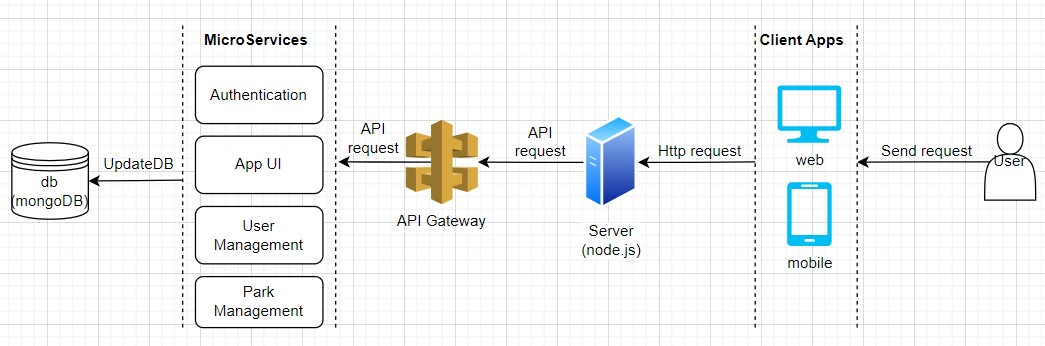 MicroServices
Client Apps
Authentication
App UI
User
Management
Park
Management
UpdateDB
db
(mongoDB)
API
request
API Gateway
API
request
Server
(node.js)
Http request
web
mobile
Send request
User